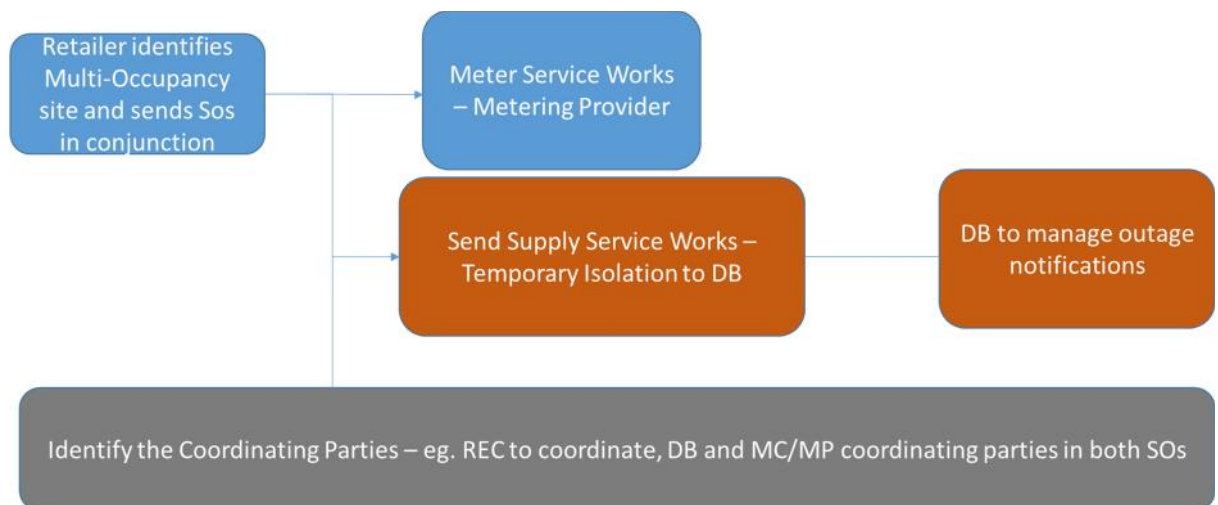 Retailer identifies
Multi-Occupancy
site and sends Sos
in conjunction
Meter Service Works
– Metering Provider
Send Supply Service Works –
Temporary Isolation to DB
DB to manage outage
notifications
Identify the Coordinating Parties – eg. REC to coordinate, DB and MC/MP coordinating parties in both SOs